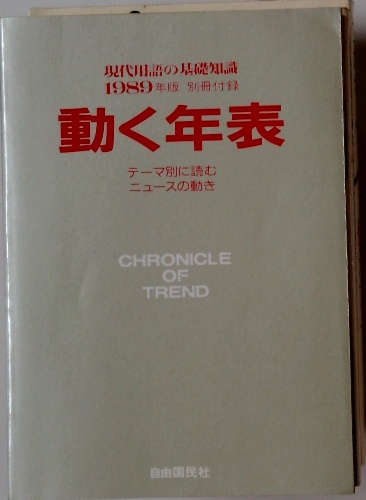 現代用語の基礎知識
1989年版 別冊付録
動く年表
テーマ別に読む
ニュースの動き
CHRONICLE
OF
TREND
自由国民社